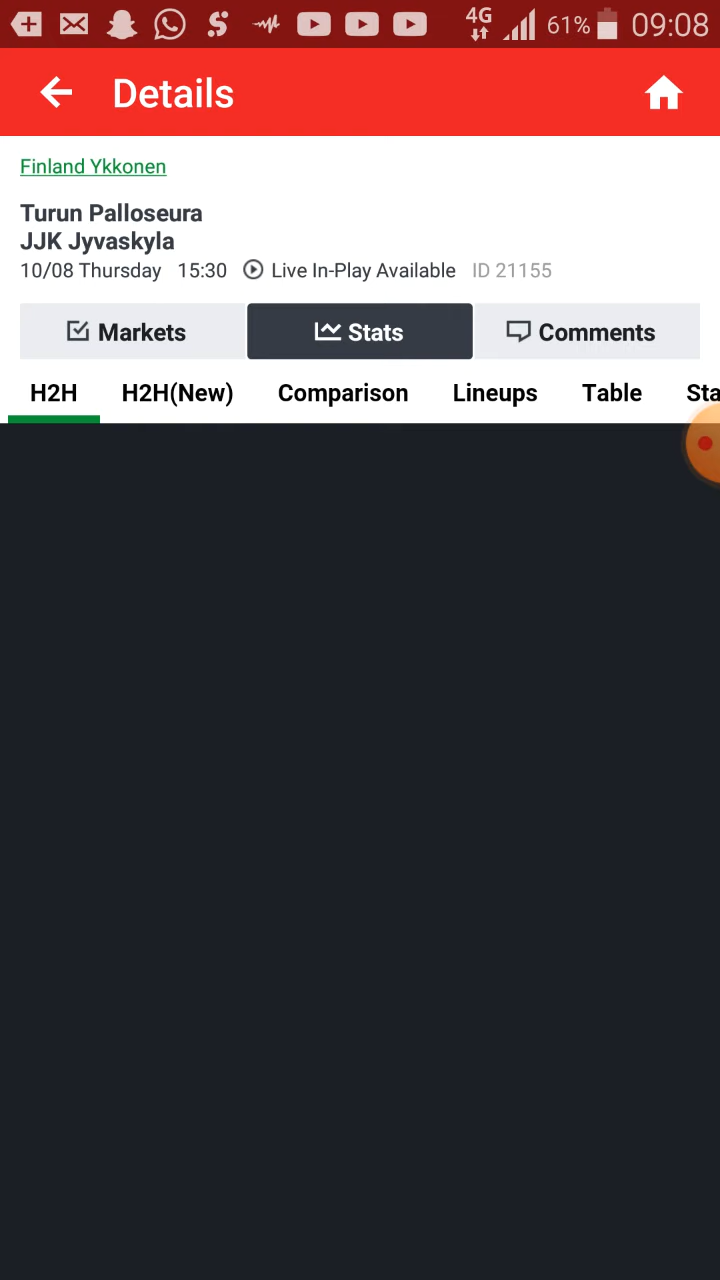 4G 61% 09:08
Details
Finland Ykkonen
Turun Palloseura
JJK Jyvaskyla
10/08 Thursday 15:30 Live In-Play Available ID 21155
Markets Stats Comments
H2H H2H(New) Comparison Lineups Table Sta